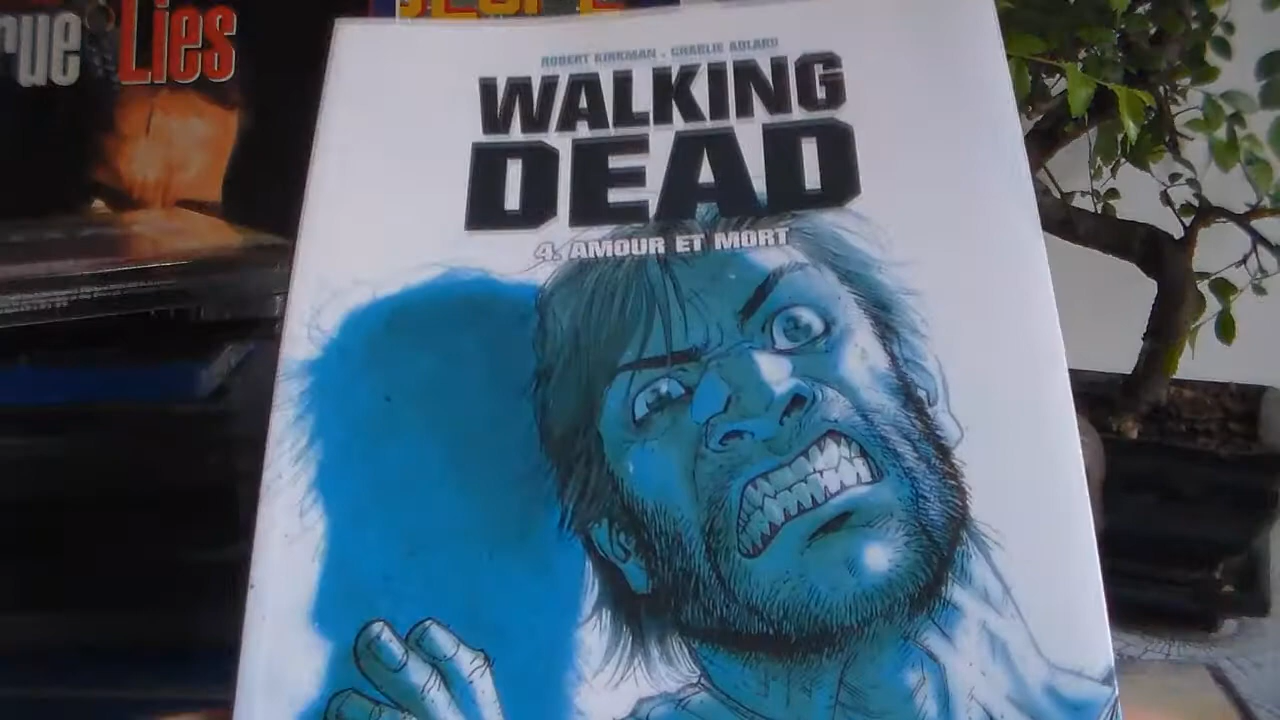 rue Lies
ROBERT KIRKMAN - CHARLIE ADLARD
WALKING
DEAD
4. AMOUR ET MORT